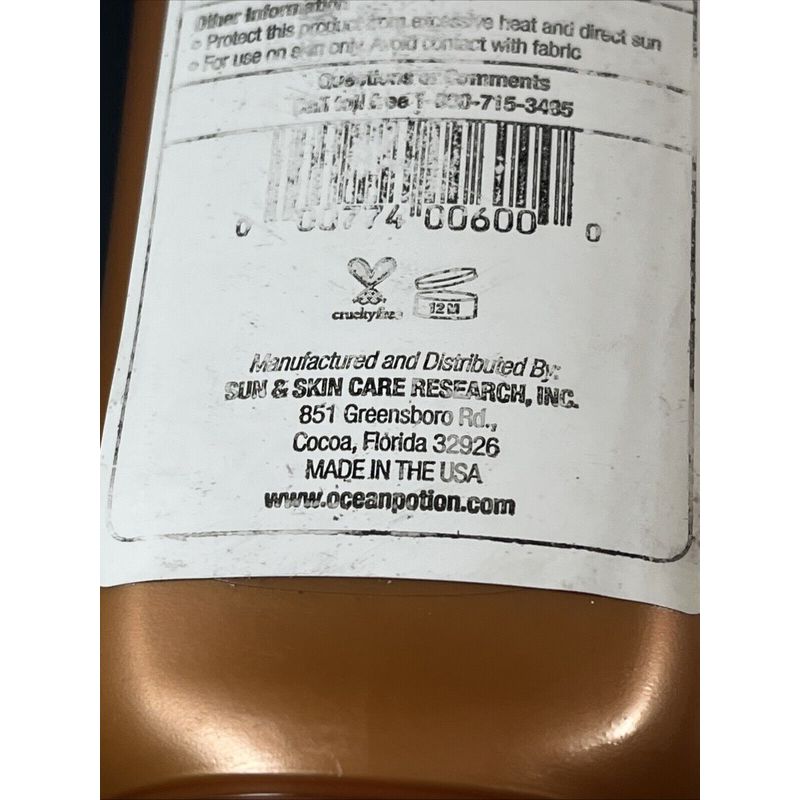 Other Information
• Protect this product from excessive heat and direct sun
• For use on skin only. Avoid contact with fabric
Questions or Comments
Call toll free 1-800-715-3485
0 00774 00600 0
crueltyfree
12M
Manufactured and Distributed By:
SUN & SKIN CARE RESEARCH, INC.
851 Greensboro Rd.,
Cocoa, Florida 32926
MADE IN THE USA
www.oceanpotion.com